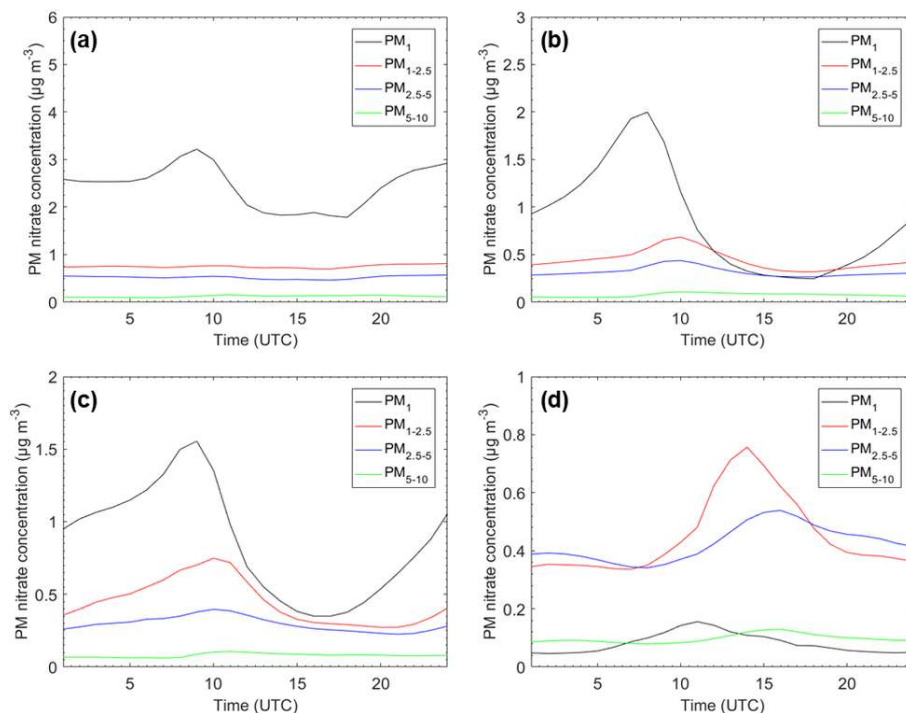 (a)
PM nitrate concentration (µg m-3)
6
5
4
3
2
1
0
5 10 15 20
Time (UTC)
PM1
PM1-2.5
PM2.5-5
PM5-10
(b)
PM nitrate concentration (µg m-3)
3
2.5
2
1.5
1
0.5
0
5 10 15 20
Time (UTC)
PM1
PM1-2.5
PM2.5-5
PM5-10
(c)
PM nitrate concentration (µg m-3)
2
1.5
1
0.5
0
5 10 15 20
Time (UTC)
PM1
PM1-2.5
PM2.5-5
PM5-10
(d)
PM nitrate concentration (µg m-3)
1
0.8
0.6
0.4
0.2
0
5 10 15 20
Time (UTC)
PM1
PM1-2.5
PM2.5-5
PM5-10